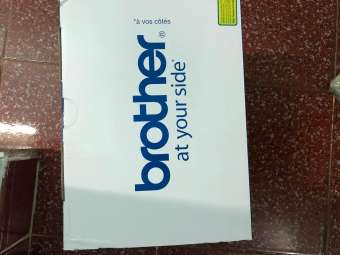 *à vos côtés
brother®
at your side*